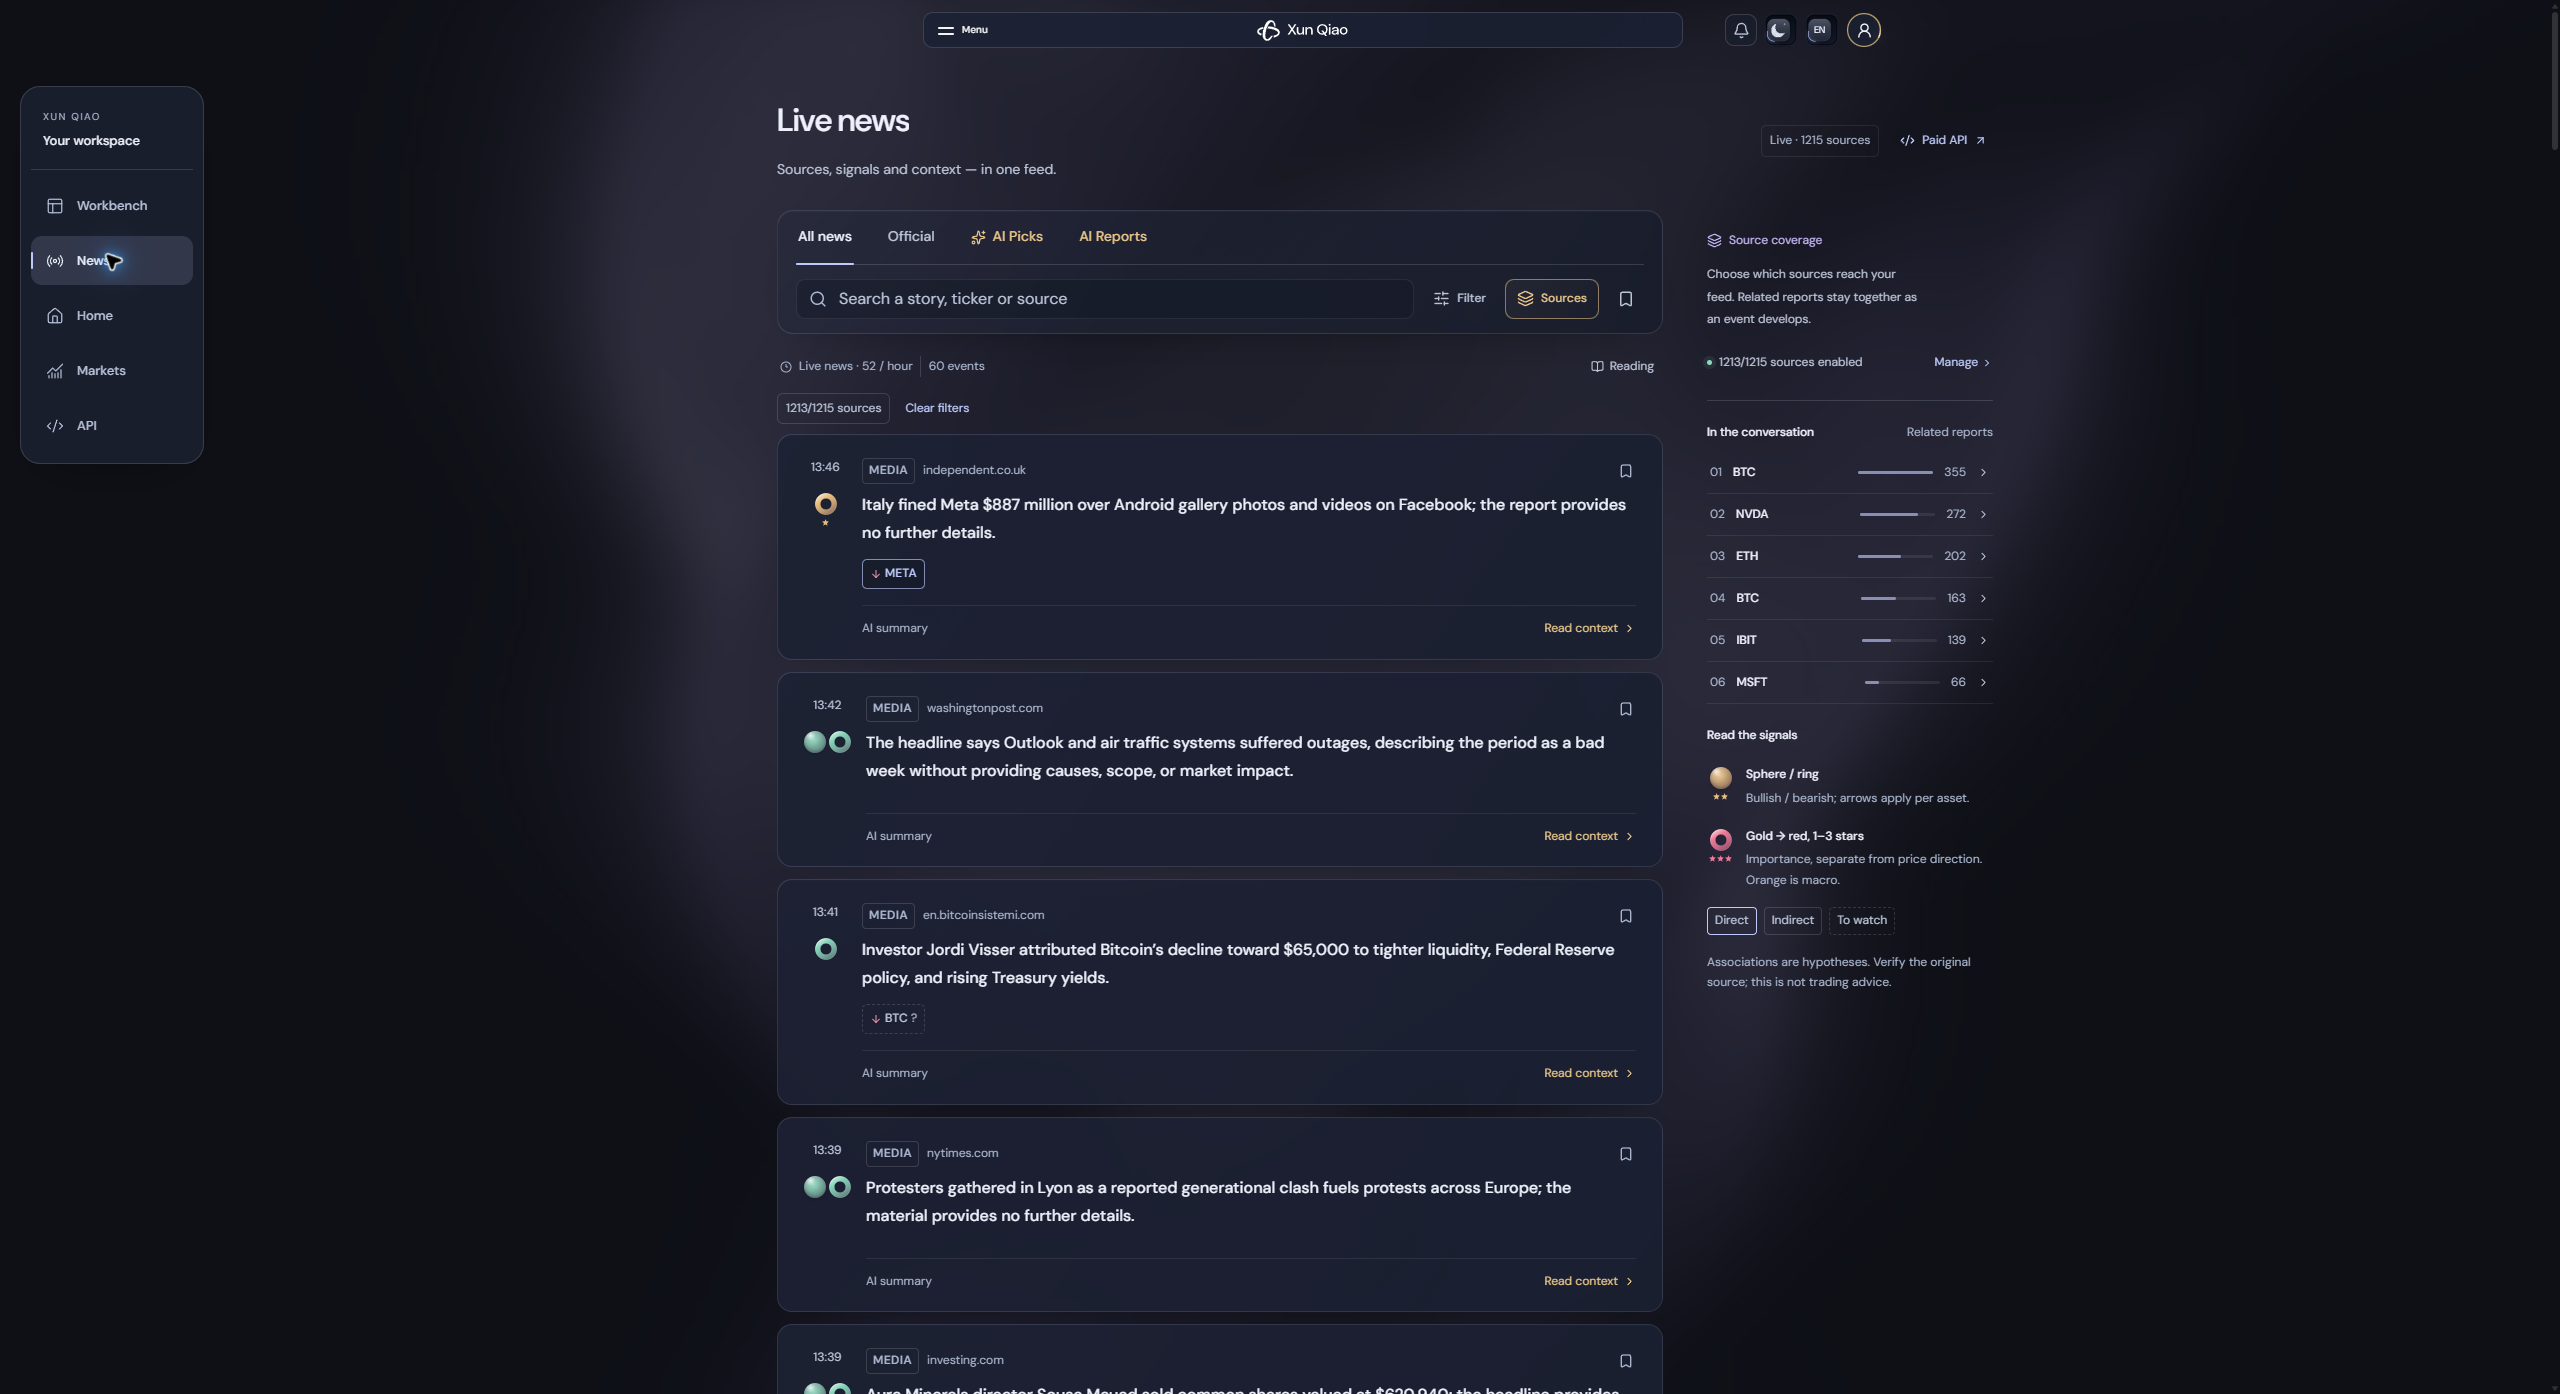 Menu
Xun Qiao
EN
XUN QIAO
Your workspace
Workbench
News
Home
Markets
API
Live news
Sources, signals and context — in one feed.
Live · 1215 sources
Paid API
All news
Official
AI Picks
AI Reports
Search a story, ticker or source
Filter
Sources
Live news · 52 / hour
60 events
Reading
1213/1215 sources
Clear filters
13:46
MEDIA
independent.co.uk
Italy fined Meta $887 million over Android gallery photos and videos on Facebook; the report provides
no further details.
↓ META
AI summary
Read context
13:42
MEDIA
washingtonpost.com
The headline says Outlook and air traffic systems suffered outages, describing the period as a bad
week without providing causes, scope, or market impact.
AI summary
Read context
13:41
MEDIA
en.bitcoinsistemi.com
Investor Jordi Visser attributed Bitcoin’s decline toward $65,000 to tighter liquidity, Federal Reserve
policy, and rising Treasury yields.
↓ BTC ?
AI summary
Read context
13:39
MEDIA
nytimes.com
Protesters gathered in Lyon as a reported generational clash fuels protests across Europe; the
material provides no further details.
AI summary
Read context
13:39
MEDIA
investing.com
Source coverage
Choose which sources reach your
feed. Related reports stay together as
an event develops.
1213/1215 sources enabled
Manage
In the conversation
Related reports
01 BTC 355
02 NVDA 272
03 ETH 202
04 BTC 163
05 IBIT 139
06 MSFT 66
Read the signals
Sphere / ring
Bullish / bearish; arrows apply per asset.
Gold → red, 1–3 stars
Importance, separate from price direction.
Orange is macro.
Direct
Indirect
To watch
Associations are hypotheses. Verify the original
source; this is not trading advice.